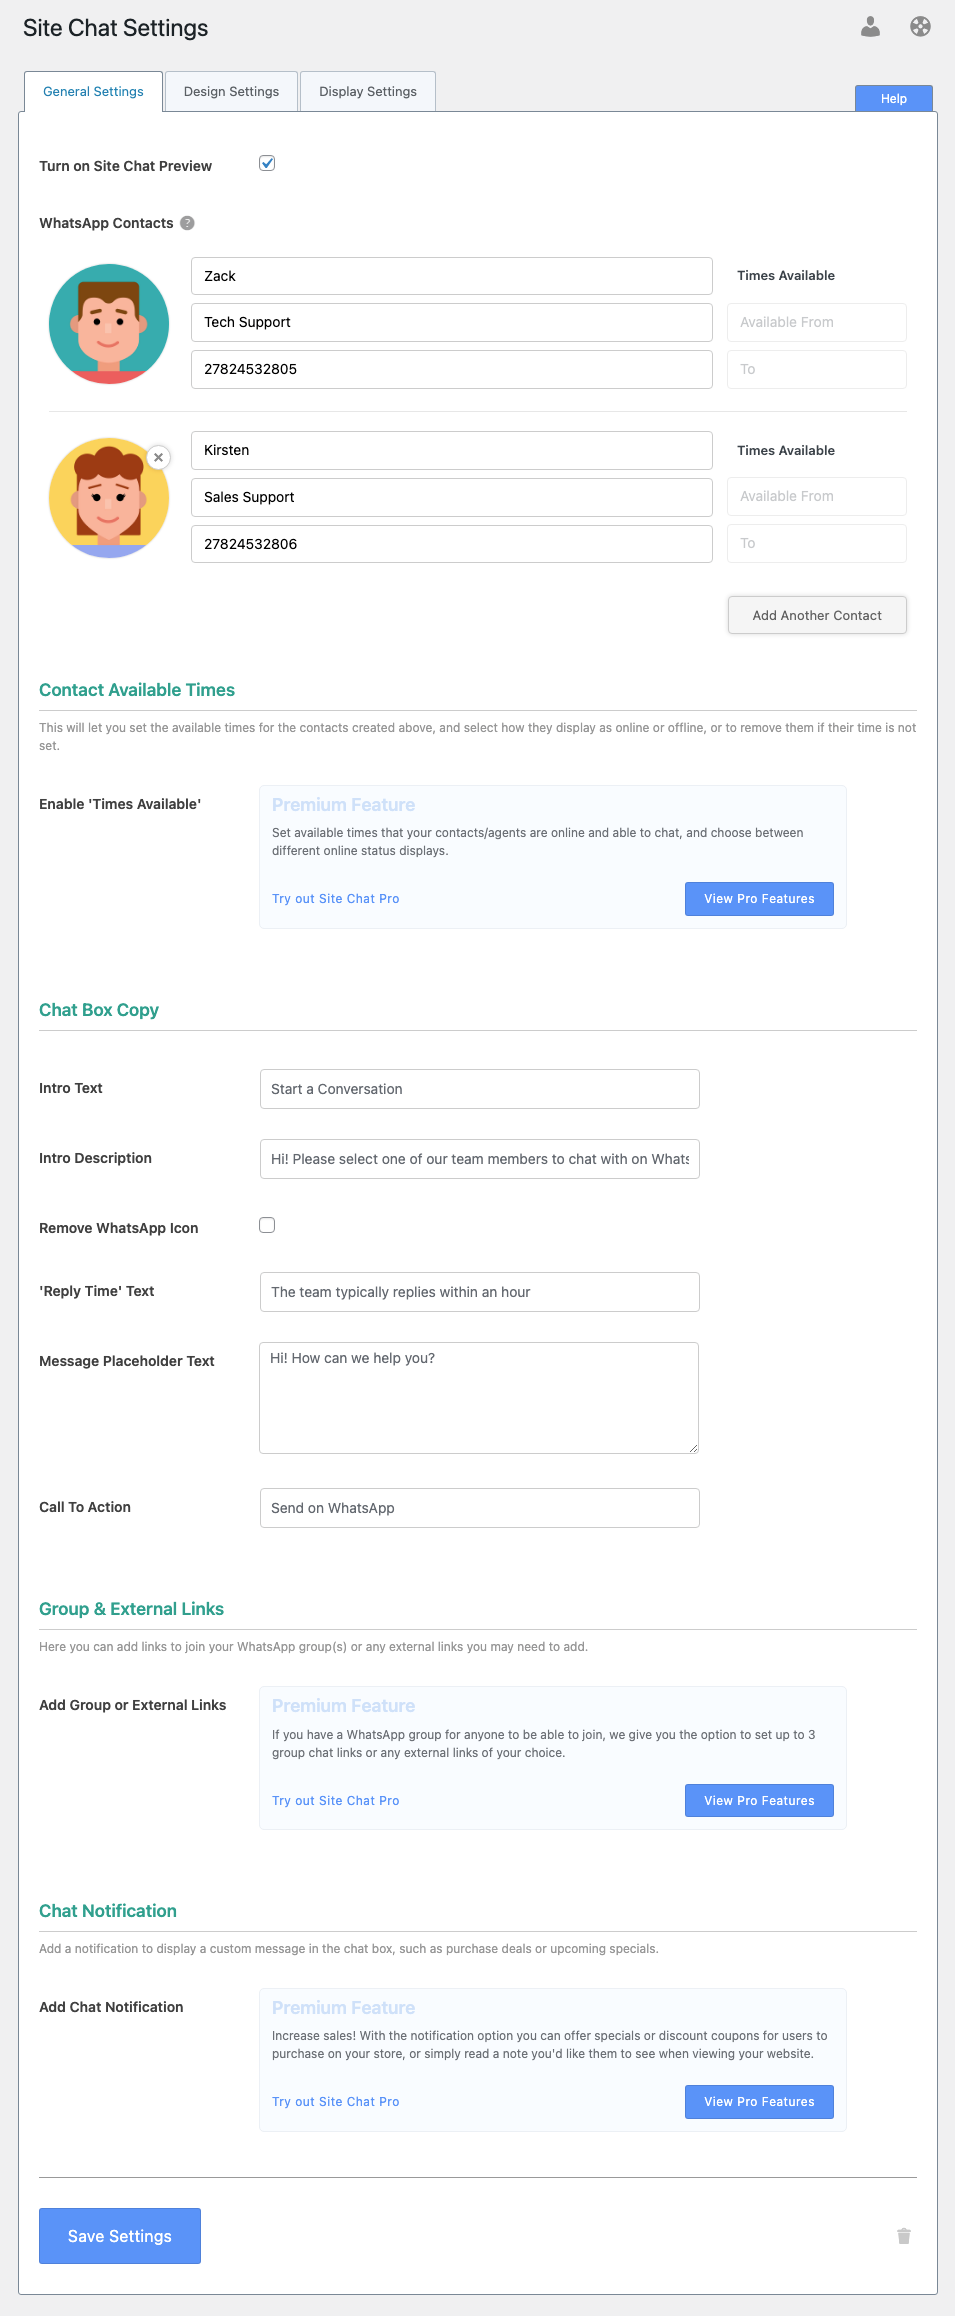 Site Chat Settings
General Settings
Design Settings
Display Settings
Help
Turn on Site Chat Preview
WhatsApp Contacts ?
Zack
Times Available
Tech Support
Available From
27824532805
To
Kirsten
Times Available
Sales Support
Available From
27824532806
To
Add Another Contact
Contact Available Times
This will let you set the available times for the contacts created above, and select how they display as online or offline, or to remove them if their time is not
set.
Enable 'Times Available'
Premium Feature
Set available times that your contacts/agents are online and able to chat, and choose between
different online status displays.
Try out Site Chat Pro
View Pro Features
Chat Box Copy
Intro Text
Start a Conversation
Intro Description
Hi! Please select one of our team members to chat with on Whats
Remove WhatsApp Icon
'Reply Time' Text
The team typically replies within an hour
Message Placeholder Text
Hi! How can we help you?
Call To Action
Send on WhatsApp
Group & External Links
Here you can add links to join your WhatsApp group(s) or any external links you may need to add.
Add Group or External Links
Premium Feature
If you have a WhatsApp group for anyone to be able to join, we give you the option to set up to 3
group chat links or any external links of your choice.
Try out Site Chat Pro
View Pro Features
Chat Notification
Add a notification to display a custom message in the chat box, such as purchase deals or upcoming specials.
Add Chat Notification
Premium Feature
Increase sales! With the notification option you can offer specials or discount coupons for users to
purchase on your store, or simply read a note you'd like them to see when viewing your website.
Try out Site Chat Pro
View Pro Features
Save Settings